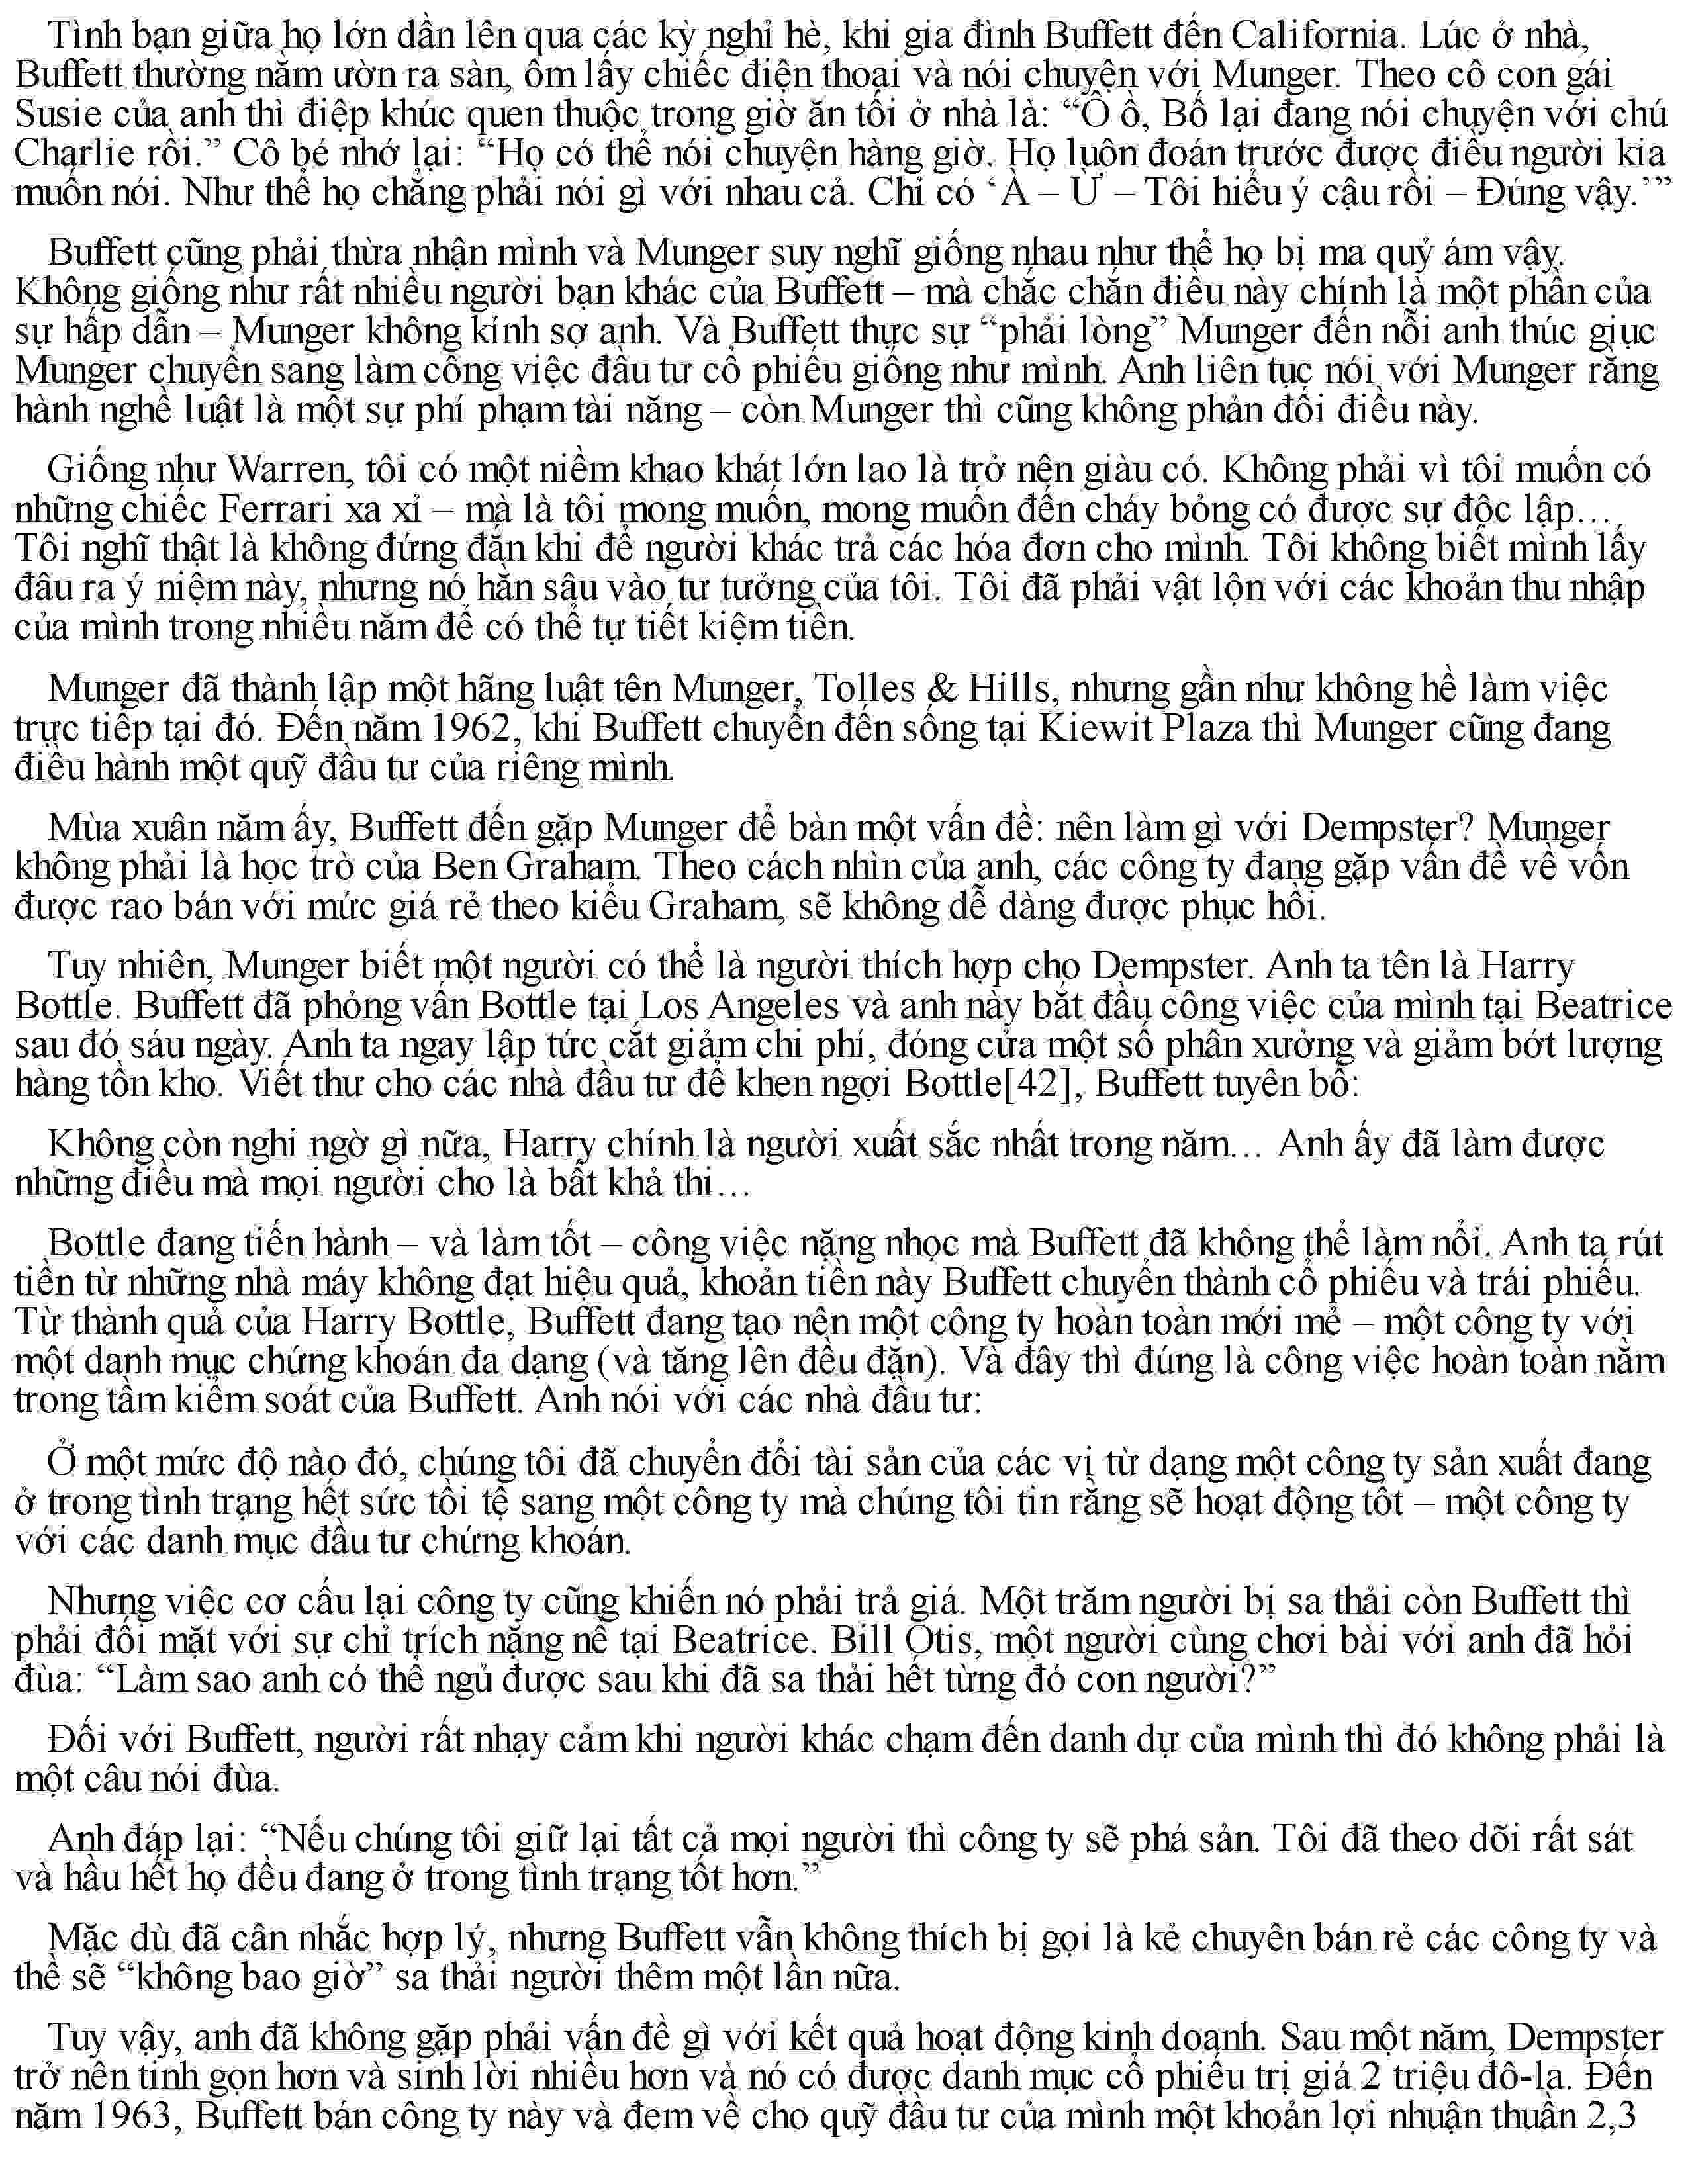 Tình bạn giữa họ lớn dần lên qua các kỳ nghỉ hè, khi gia đình Buffett đến California. Lúc ở nhà,
Buffett thường nằm ườn ra sàn, ôm lấy chiếc điện thoại và nói chuyện với Munger. Theo cô con gái
Susie của anh thì điệp khúc quen thuộc trong giờ ăn tối ở nhà là: “Ồ ồ, Bố lại đang nói chuyện với chú
Charlie rồi.” Cô bé nhớ lại: “Họ có thể nói chuyện hàng giờ. Họ luôn đoán trước được điều người kia
muốn nói. Như thể họ chẳng phải nói gì với nhau cả. Chỉ có ‘À – Ừ – Tôi hiểu ý cậu rồi – Đúng vậy.’”
Buffett cũng phải thừa nhận mình và Munger suy nghĩ giống nhau như thể họ bị ma quỷ ám vậy.
Không giống như rất nhiều người bạn khác của Buffett – mà chắc chắn điều này chính là một phần của
sự hấp dẫn – Munger không kính sợ anh. Và Buffett thực sự “phải lòng” Munger đến nỗi anh thúc giục
Munger chuyển sang làm công việc đầu tư cổ phiếu giống như mình. Anh liên tục nói với Munger rằng
hành nghề luật là một sự phí phạm tài năng – còn Munger thì cũng không phản đối điều này.
Giống như Warren, tôi có một niềm khao khát lớn lao là trở nên giàu có. Không phải vì tôi muốn có
những chiếc Ferrari xa xỉ – mà là tôi mong muốn, mong muốn đến cháy bỏng có được sự độc lập…
Tôi nghĩ thật là không đứng đắn khi để người khác trả các hóa đơn cho mình. Tôi không biết mình lấy
đâu ra ý niệm này, nhưng nó hằn sâu vào tư tưởng của tôi. Tôi đã phải vật lộn với các khoản thu nhập
của mình trong nhiều năm để có thể tự tiết kiệm tiền.
Munger đã thành lập một hãng luật tên Munger, Tolles & Hills, nhưng gần như không hề làm việc
trực tiếp tại đó. Đến năm 1962, khi Buffett chuyển đến sống tại Kiewit Plaza thì Munger cũng đang
điều hành một quỹ đầu tư của riêng mình.
Mùa xuân năm ấy, Buffett đến gặp Munger để bàn một vấn đề: nên làm gì với Dempster? Munger
không phải là học trò của Ben Graham. Theo cách nhìn của anh, các công ty đang gặp vấn đề về vốn
được rao bán với mức giá rẻ theo kiểu Graham, sẽ không dễ dàng được phục hồi.
Tuy nhiên, Munger biết một người có thể là người thích hợp cho Dempster. Anh ta tên là Harry
Bottle. Buffett đã phỏng vấn Bottle tại Los Angeles và anh này bắt đầu công việc của mình tại Beatrice
sau đó sáu ngày. Anh ta ngay lập tức cắt giảm chi phí, đóng cửa một số phân xưởng và giảm bớt lượng
hàng tồn kho. Viết thư cho các nhà đầu tư để khen ngợi Bottle[42], Buffett tuyên bố:
Không còn nghi ngờ gì nữa, Harry chính là người xuất sắc nhất trong năm… Anh ấy đã làm được
những điều mà mọi người cho là bất khả thi…
Bottle đang tiến hành – và làm tốt – công việc nặng nhọc mà Buffett đã không thể làm nổi. Anh ta rút
tiền từ những nhà máy không đạt hiệu quả, khoản tiền này Buffett chuyển thành cổ phiếu và trái phiếu.
Từ thành quả của Harry Bottle, Buffett đang tạo nên một công ty hoàn toàn mới mẻ – một công ty với
một danh mục chứng khoán đa dạng (và tăng lên đều đặn). Và đây thì đúng là công việc hoàn toàn nằm
trong tầm kiểm soát của Buffett. Anh nói với các nhà đầu tư:
Ở một mức độ nào đó, chúng tôi đã chuyển đổi tài sản của các vị từ dạng một công ty sản xuất đang
ở trong tình trạng hết sức tồi tệ sang một công ty mà chúng tôi tin rằng sẽ hoạt động tốt – một công ty
với các danh mục đầu tư chứng khoán.
Nhưng việc cơ cấu lại công ty cũng khiến nó phải trả giá. Một trăm người bị sa thải còn Buffett thì
phải đối mặt với sự chỉ trích nặng nề tại Beatrice. Bill Otis, một người cùng chơi bài với anh đã hỏi
đùa: “Làm sao anh có thể ngủ được sau khi đã sa thải hết từng đó con người?”
Đối với Buffett, người rất nhạy cảm khi người khác chạm đến danh dự của mình thì đó không phải là
một câu nói đùa.
Anh đáp lại: “Nếu chúng tôi giữ lại tất cả mọi người thì công ty sẽ phá sản. Tôi đã theo dõi rất sát
và hầu hết họ đều đang ở trong tình trạng tốt hơn.”
Mặc dù đã cân nhắc hợp lý, nhưng Buffett vẫn không thích bị gọi là kẻ chuyên bán rẻ các công ty và
thề sẽ “không bao giờ” sa thải người thêm một lần nữa.
Tuy vậy, anh đã không gặp phải vấn đề gì với kết quả hoạt động kinh doanh. Sau một năm, Dempster
trở nên tinh gọn hơn và sinh lời nhiều hơn và nó có được danh mục cổ phiếu trị giá 2 triệu đô-la. Đến
năm 1963, Buffett bán công ty này và đem về cho quỹ đầu tư của mình một khoản lợi nhuận thuần 2,3